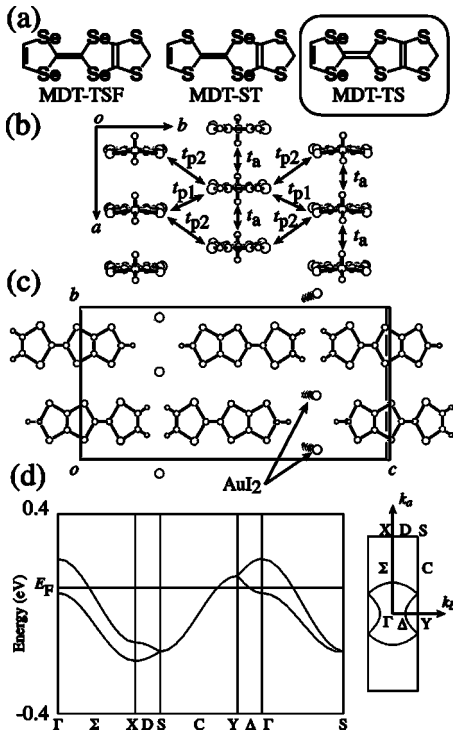 (a)
Se Se S S
Se Se S
MDT-TSF
S S S
S S S
MDT-ST
Se S S
Se S S
MDT-TS
(b)
o b
a
tp2 ta tp2 ta
tp1 tp1
tp2 ta tp2 ta
(c)
b
o c
AuI2
(d)
0.4
EF
-0.4
Energy (eV)
Γ Σ X D S C Y Δ Γ S
ka
X D S
Σ C
Γ Δ Y